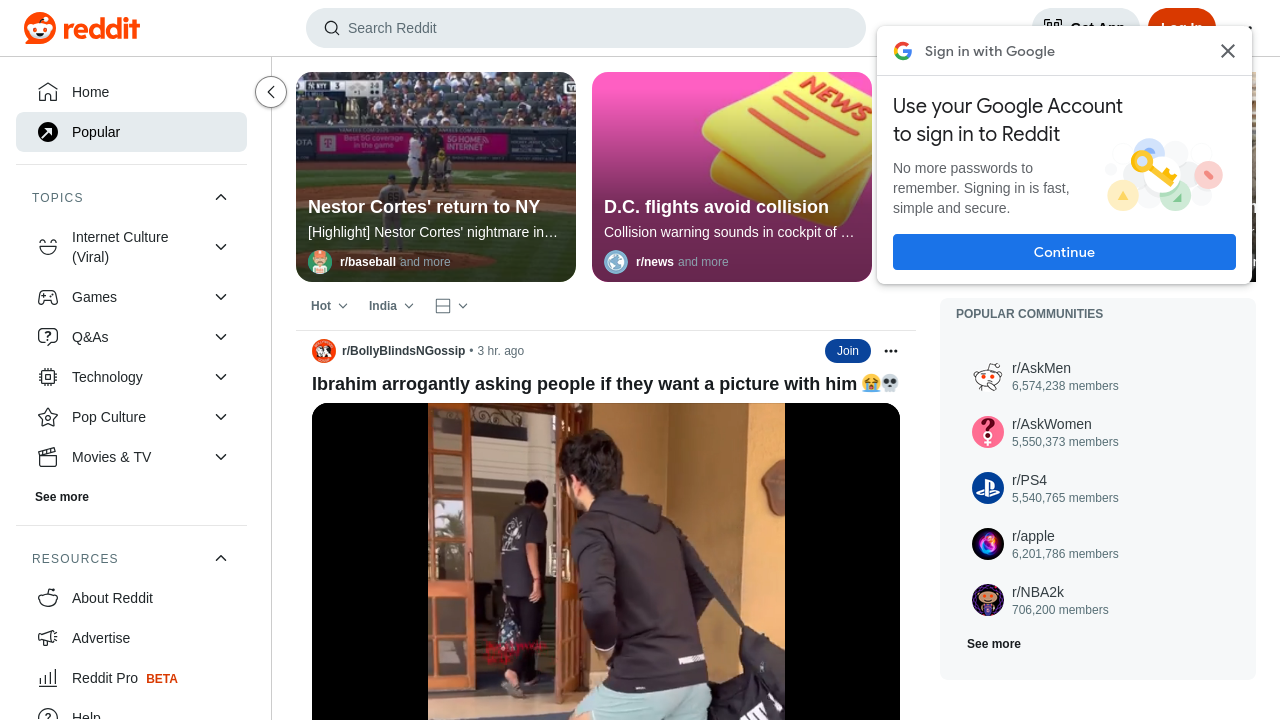 reddit
Search Reddit
Get App
Log In
Sign in with Google
Use your Google Account
to sign in to Reddit
No more passwords to
remember. Signing in is fast,
simple and secure.
Continue
Home
Popular
TOPICS
Internet Culture
(Viral)
Games
Q&As
Technology
Pop Culture
Movies & TV
See more
RESOURCES
About Reddit
Advertise
Reddit Pro BETA
Help
NEWS
Nestor Cortes' return to NY
[Highlight] Nestor Cortes' nightmare in…
r/baseball and more
D.C. flights avoid collision
Collision warning sounds in cockpit of …
r/news and more
Hot
India
r/BollyBlindsNGossip • 3 hr. ago
Join
Ibrahim arrogantly asking people if they want a picture with him 😭💀
POPULAR COMMUNITIES
r/AskMen
6,574,238 members
r/AskWomen
5,550,373 members
r/PS4
5,540,765 members
r/apple
6,201,786 members
r/NBA2k
706,200 members
See more